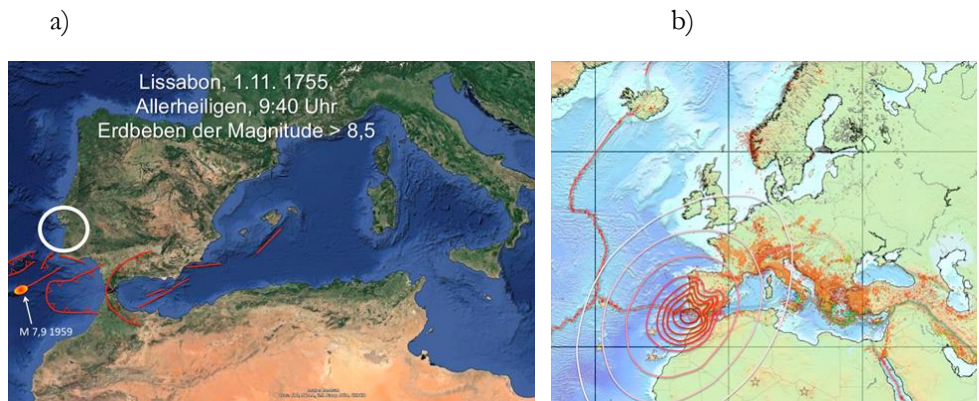 a)
b)
Lissabon, 1.11. 1755,
Allerheiligen, 9:40 Uhr
Erdbeben der Magnitude > 8,5
M 7,9 1959